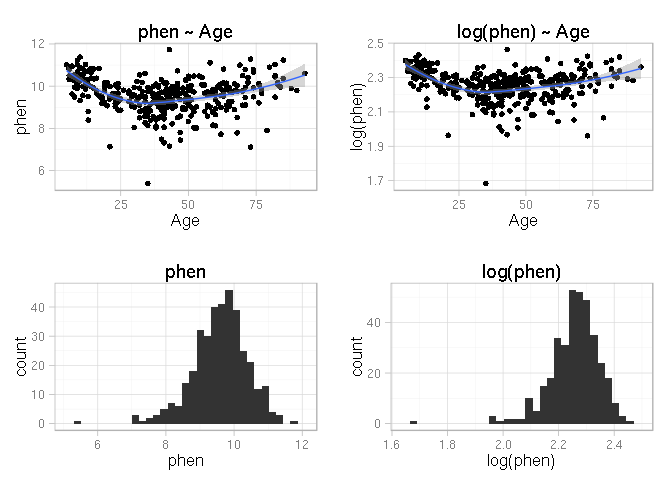 phen ~ Age
12
10
8
6
phen
25
50
75
Age
log(phen) ~ Age
2.5
2.3
2.1
1.9
1.7
log(phen)
25
50
75
Age
phen
40
30
20
10
0
count
6
8
10
12
phen
log(phen)
40
20
0
count
1.6
1.8
2.0
2.2
2.4
log(phen)